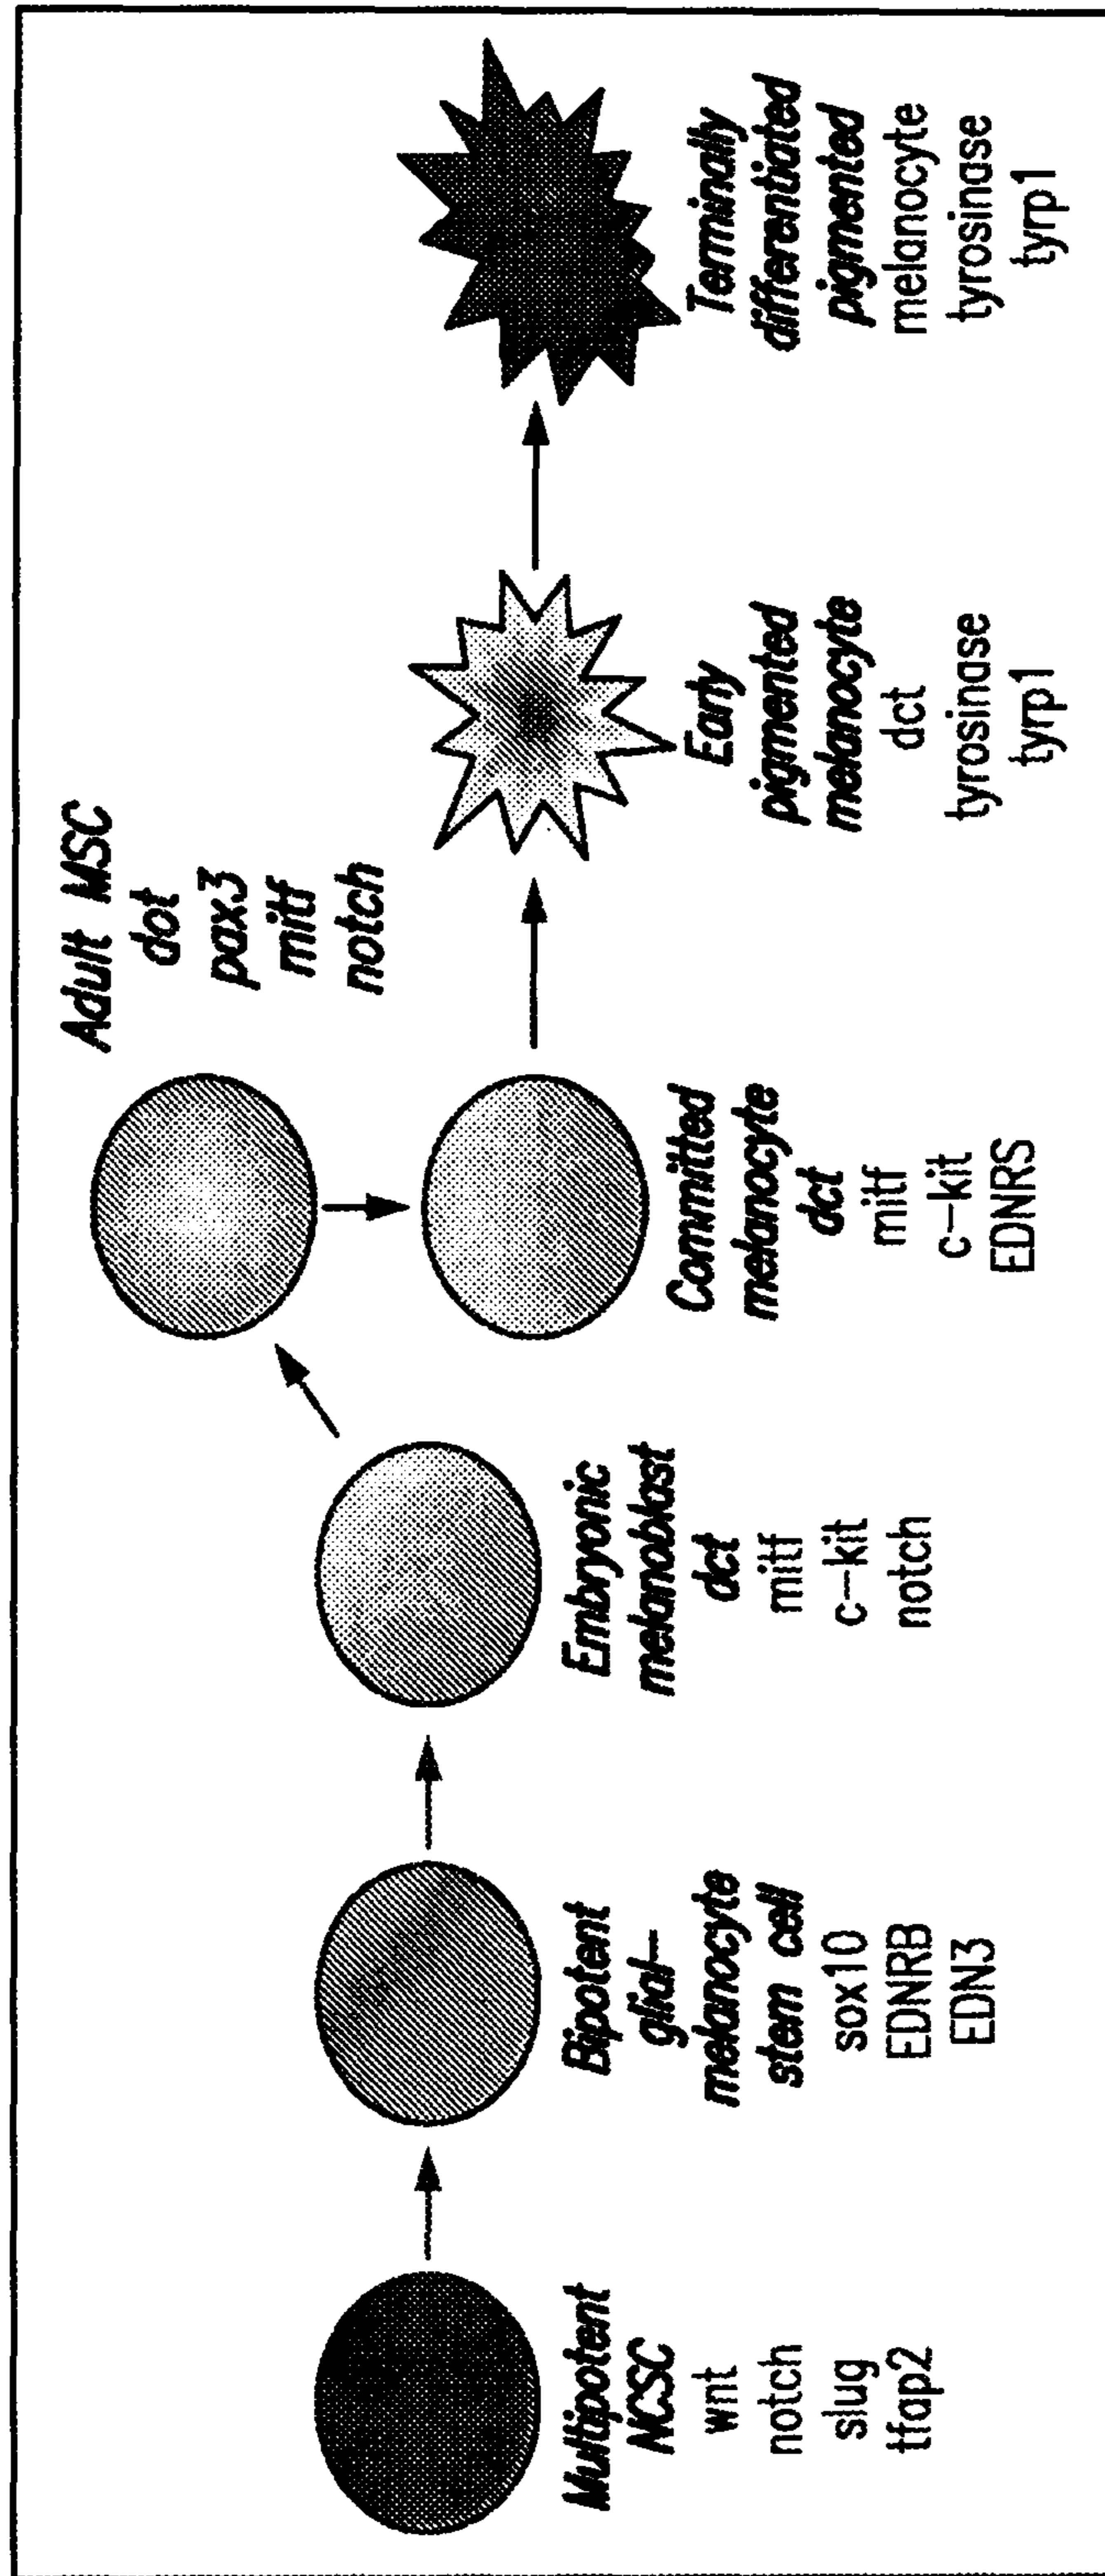 Multipotent
NCSC
wnt
notch
slug
tfap2
Bipotent
glial-
melanocyte
stem cell
sox10
EDNRB
EDN3
Embryonic
melanoblast
dct
mitf
c-kit
notch
Adult MSC
dot
pax3
mitf
notch
Committed
melanocyte
dct
mitf
c-kit
EDNRS
Early
pigmented
melanocyte
dct
tyrosinase
tyrp1
Terminally
differentiated
pigmented
melanocyte
tyrosinase
tyrp1